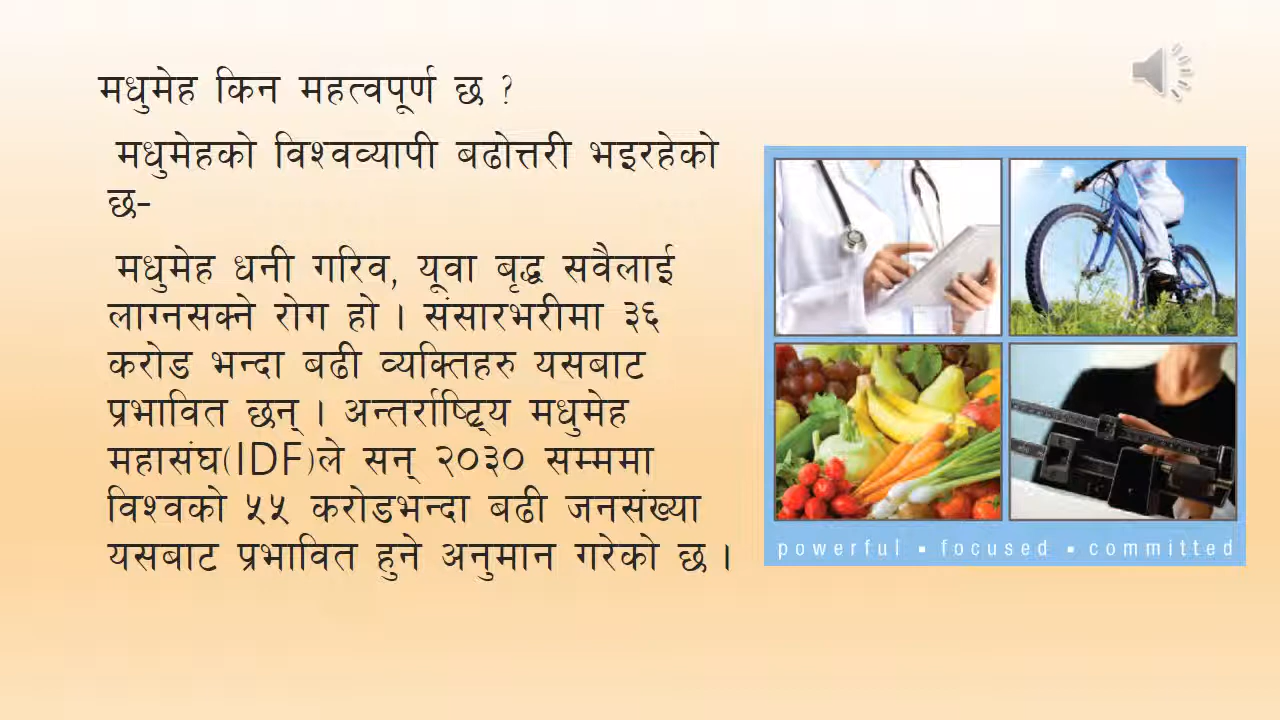 मधुमेह किन महत्वपूर्ण छ ?
मधुमेहको विश्वव्यापी बढोत्तरी भइरहेको
छ-
मधुमेह धनी गरिव, यूवा बृद्ध सवैलाई
लाग्नसक्ने रोग हो । संसारभरीमा ३६
करोड भन्दा बढी व्यक्तिहरु यसबाट
प्रभावित छन् । अन्तर्राष्ट्रिय मधुमेह
महासंघ(IDF)ले सन् २०३० सम्ममा
विश्वको ५५ करोडभन्दा बढी जनसंख्या
यसबाट प्रभावित हुने अनुमान गरेको छ ।
powerful ▪ focused ▪ committed